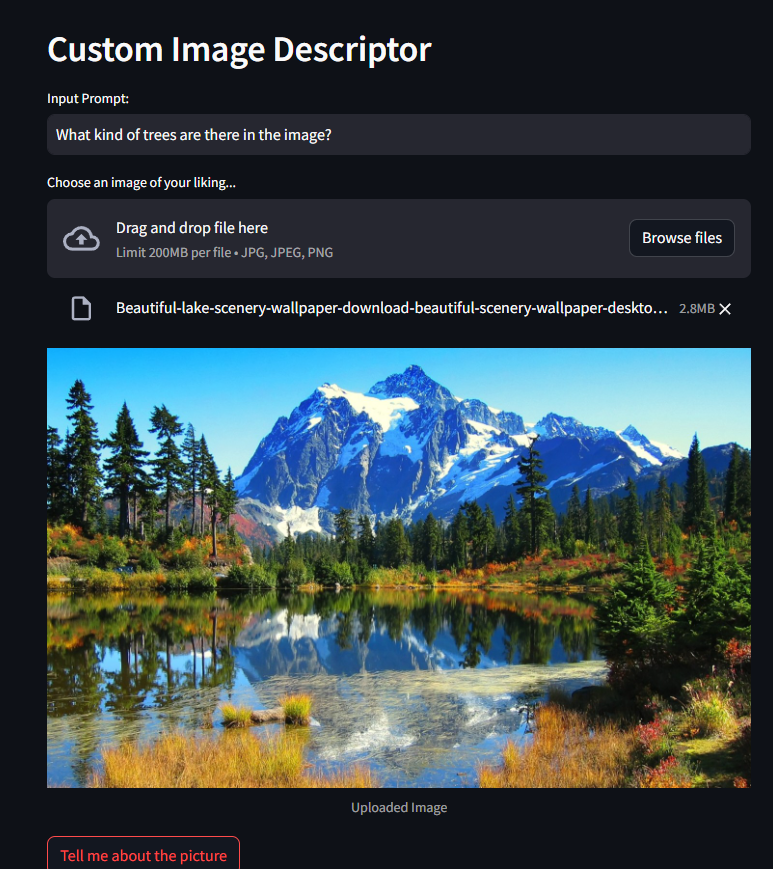 Custom Image Descriptor
Input Prompt:
What kind of trees are there in the image?
Choose an image of your liking...
Drag and drop file here
Limit 200MB per file • JPG, JPEG, PNG
Browse files
Beautiful-lake-scenery-wallpaper-download-beautiful-scenery-wallpaper-deskto... 2.8MB
Uploaded Image
Tell me about the picture